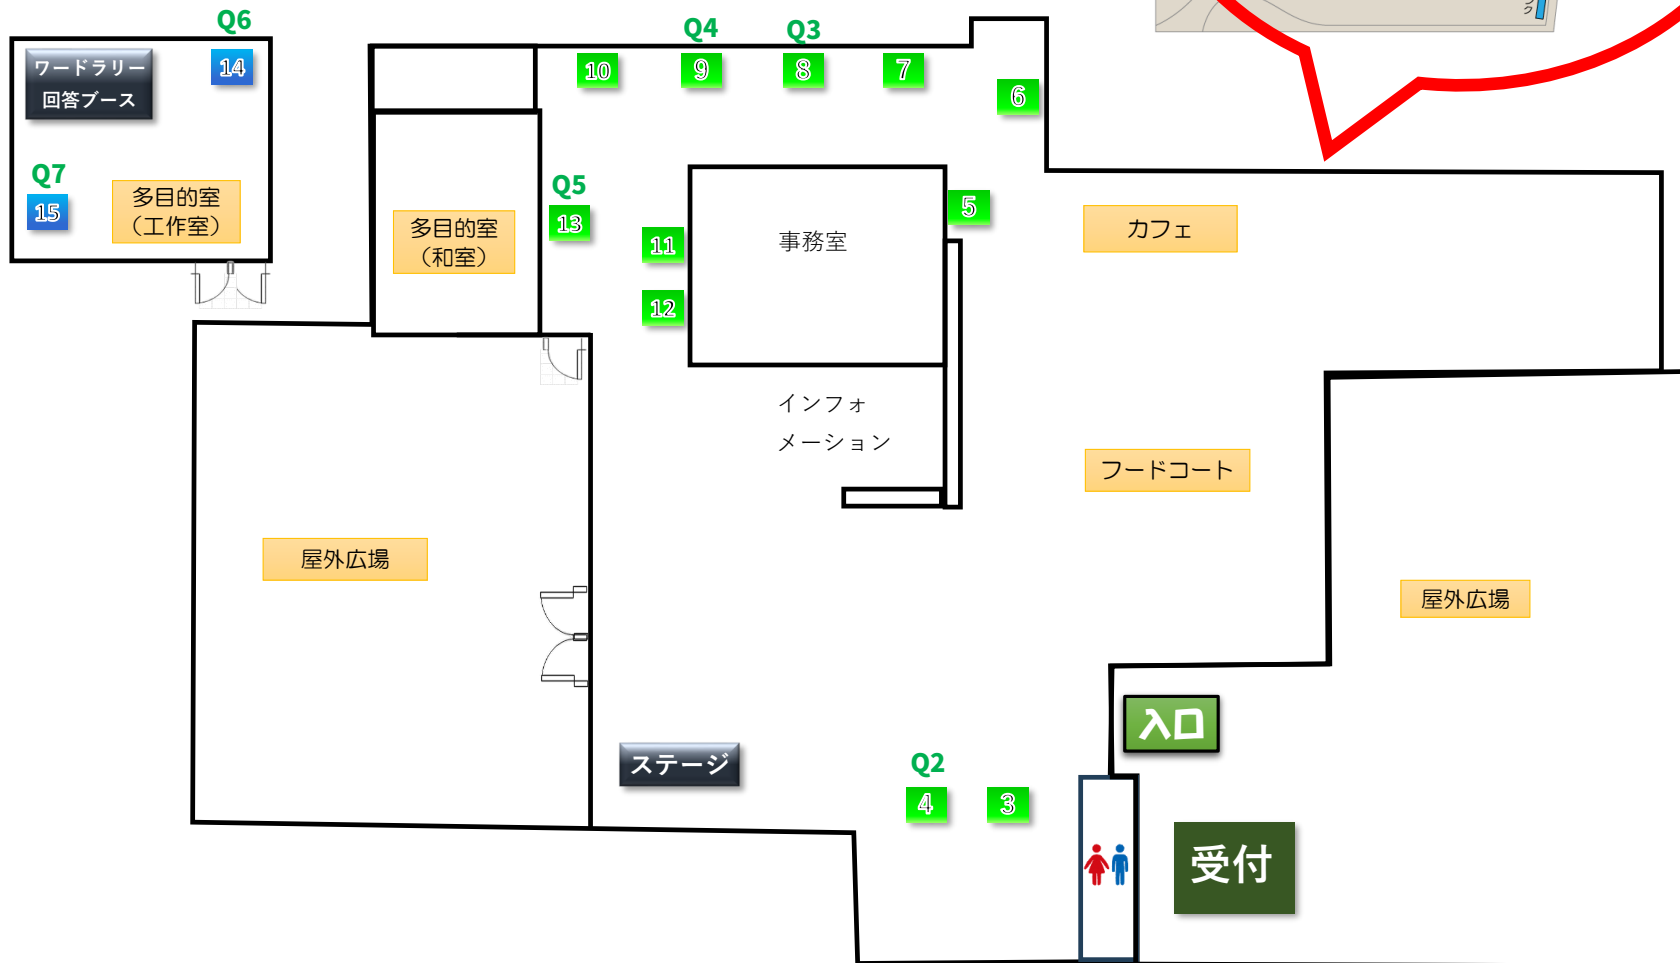 Q6
Q4
Q3
ワードラリー
回答ブース
14
10
9
8
7
6
Q7
15
多目的室
（工作室）
Q5
13
多目的室
（和室）
11
12
事務室
5
カフェ
インフォ
メーション
フードコート
屋外広場
屋外広場
入口
ステージ
Q2
4
3
受付